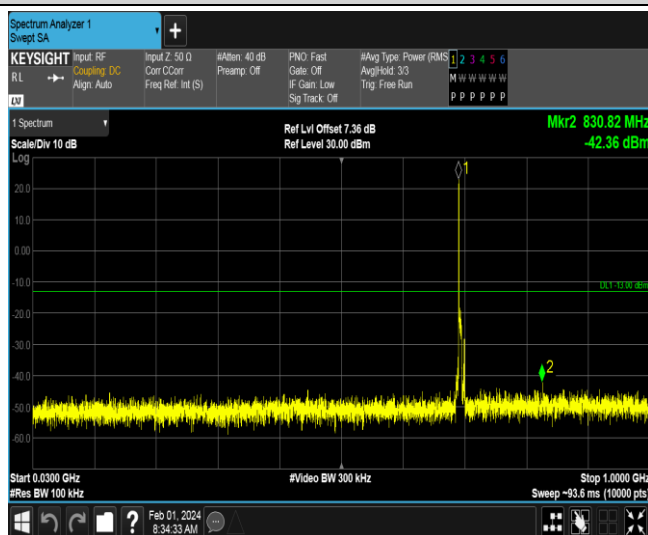 Spectrum Analyzer 1
Swept SA
+
KEYSIGHT Input: RF Input Z: 50 Ω #Atten: 40 dB PNO: Fast #Avg Type: Power (RMS 1 2 3 4 5 6
RL Coupling: DC Corr CCorr Preamp: Off Gate: Off Avg|Hold: 3/3 M W W W W W
Align: Auto Freq Ref: Int (S) IF Gain: Low Trig: Free Run
Sig Track: Off P P P P P P
LXI
1 Spectrum Ref Lvl Offset 7.36 dB Mkr2 830.82 MHz
Scale/Div 10 dB Ref Level 30.00 dBm -42.36 dBm
Log
1
20.0
10.0
0.00
-10.0
DL1 -13.00 dBm
-20.0
-30.0
-40.0
2
-50.0
-60.0
Start 0.0300 GHz #Video BW 300 kHz Stop 1.0000 GHz
#Res BW 100 kHz Sweep ~93.6 ms (10000 pts)
? Feb 01, 2024
8:34:33 AM